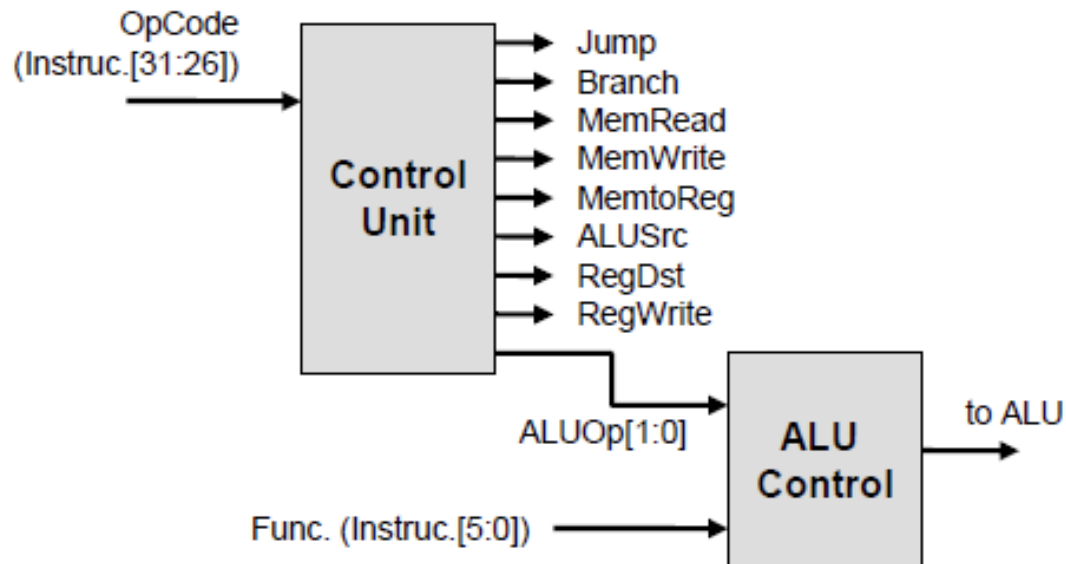 OpCode
(Instruc.[31:26])
Control
Unit
Jump
Branch
MemRead
MemWrite
MemtoReg
ALUSrc
RegDst
RegWrite
ALUOp[1:0]
ALU
Control
to ALU
Func. (Instruc.[5:0])